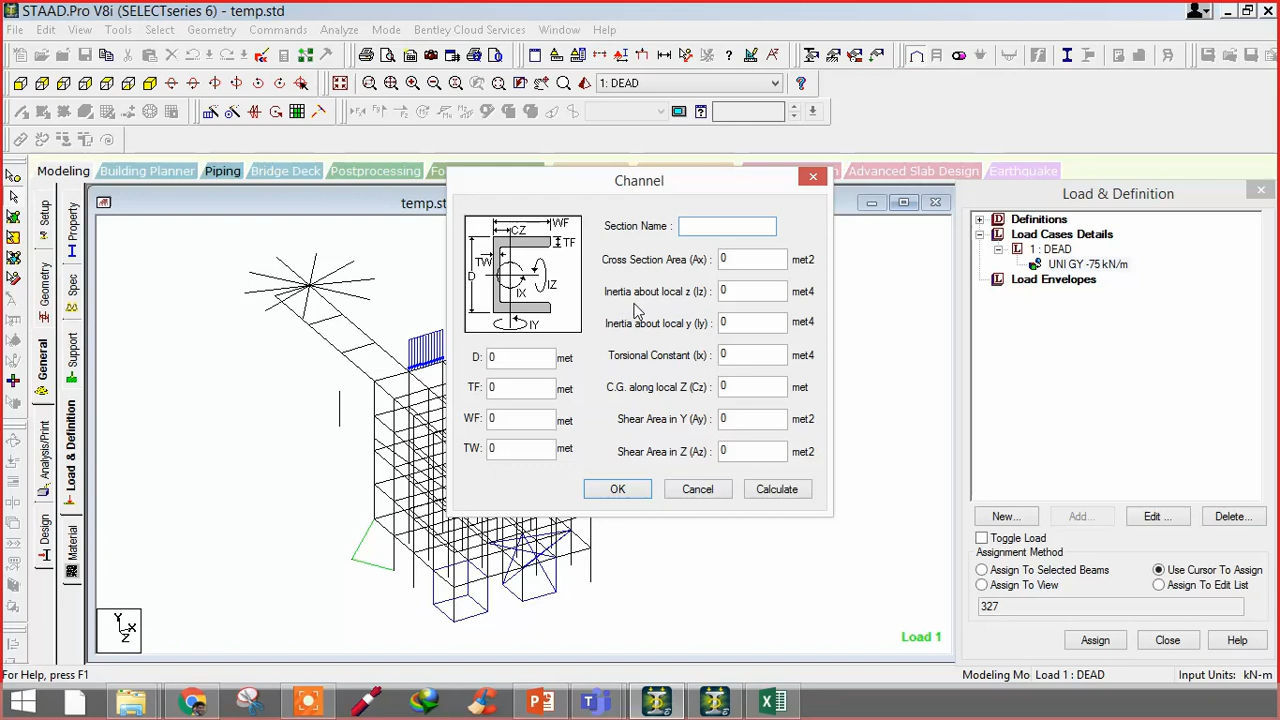 STAAD.Pro V8i (SELECTseries 6) - temp.std
File Edit View Tools Select Geometry Commands Analyze Mode Bentley Cloud Services Window Help
1: DEAD
Modeling Building Planner Piping Bridge Deck Postprocessing Fo Advanced Slab Design Earthquake
temp.st
Setup
Property
General
Spec
Support
Load & Definition
Analysis/Print
Design
Material
Channel
WF
CZ
TF
TW
D
IX
IZ
IY
Section Name :
Cross Section Area (Ax) : 0 met2
Inertia about local z (Iz) : 0 met4
Inertia about local y (Iy) : 0 met4
D: 0 met
Torsional Constant (Ix) : 0 met4
TF: 0 met
C.G. along local Z (Cz) : 0 met
WF: 0 met
Shear Area in Y (Ay) : 0 met2
TW: 0 met
Shear Area in Z (Az) : 0 met2
OK Cancel Calculate
Y
X
Z
Load 1
Load & Definition
D Definitions
L Load Cases Details
L 1 : DEAD
UNI GY -75 kN/m
L Load Envelopes
New... Add... Edit ... Delete...
Toggle Load
Assignment Method
Assign To Selected Beams Use Cursor To Assign
Assign To View Assign To Edit List
327
Assign Close Help
For Help, press F1 Modeling Mo Load 1 : DEAD Input Units: kN-m